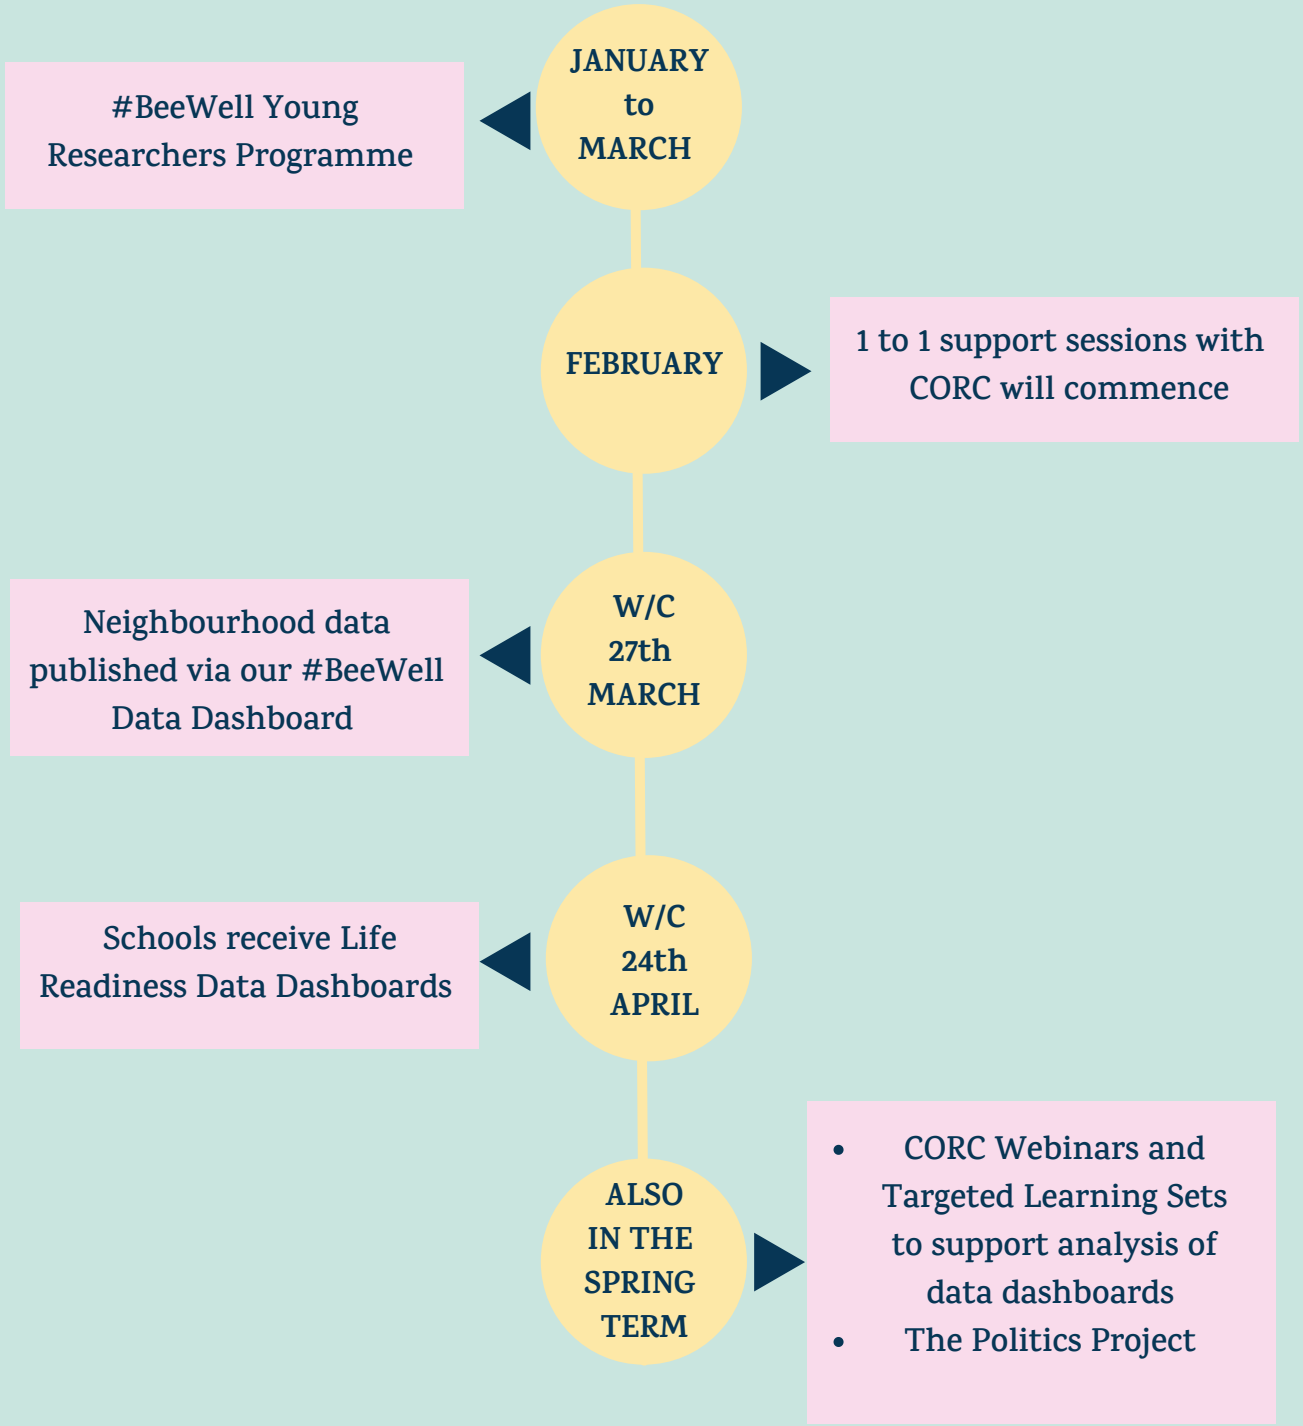 JANUARY
to
MARCH
#BeeWell Young
Researchers Programme
FEBRUARY
1 to 1 support sessions with
CORC will commence
W/C
27th
MARCH
Neighbourhood data
published via our #BeeWell
Data Dashboard
W/C
24th
APRIL
Schools receive Life
Readiness Data Dashboards
ALSO
IN THE
SPRING
TERM
• CORC Webinars and
Targeted Learning Sets
to support analysis of
data dashboards
• The Politics Project